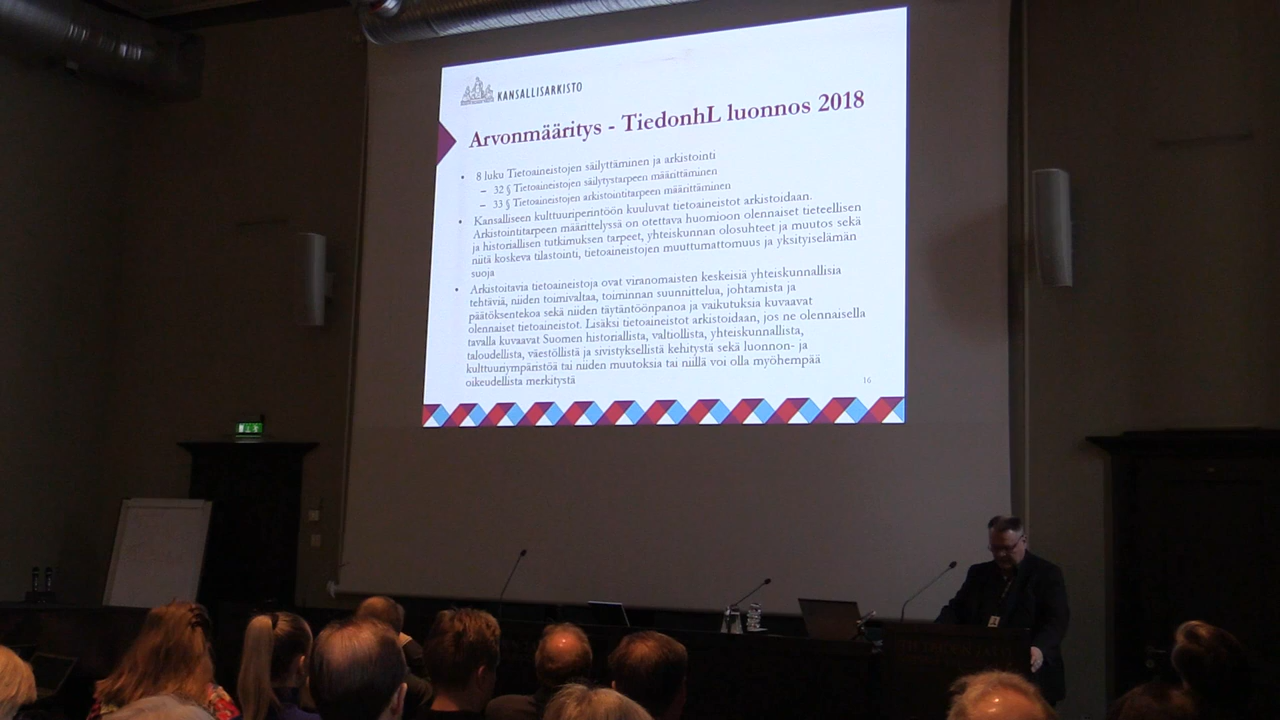 KANSALLISARKISTO
Arvonmääritys - TiedonhL luonnos 2018
• 8 luku Tietoaineistojen säilyttäminen ja arkistointi
– 32 § Tietoaineistojen säilytystarpeen määrittäminen
– 33 § Tietoaineistojen arkistointitarpeen määrittäminen
• Kansalliseen kulttuuriperintöön kuuluvat tietoaineistot arkistoidaan.
Arkistointitarpeen määrittelyssä on otettava huomioon olennaiset tieteellisen
ja historiallisen tutkimuksen tarpeet, yhteiskunnan olosuhteet ja muutos sekä
niitä koskeva tilastointi, tietoaineistojen muuttumattomuus ja yksityiselämän
suoja
• Arkistoitavia tietoaineistoja ovat viranomaisten keskeisiä yhteiskunnallisia
tehtäviä, niiden toimivaltaa, toiminnan suunnittelua, johtamista ja
päätöksentekoa sekä niiden täytäntöönpanoa ja vaikutuksia kuvaavat
olennaiset tietoaineistot. Lisäksi tietoaineistot arkistoidaan, jos ne olennaisella
tavalla kuvaavat Suomen historiallista, valtiollista, yhteiskunnallista,
taloudellista, väestöllistä ja sivistyksellistä kehitystä sekä luonnon- ja
kulttuuriympäristöä tai niiden muutoksia tai niillä voi olla myöhempää
oikeudellista merkitystä
16